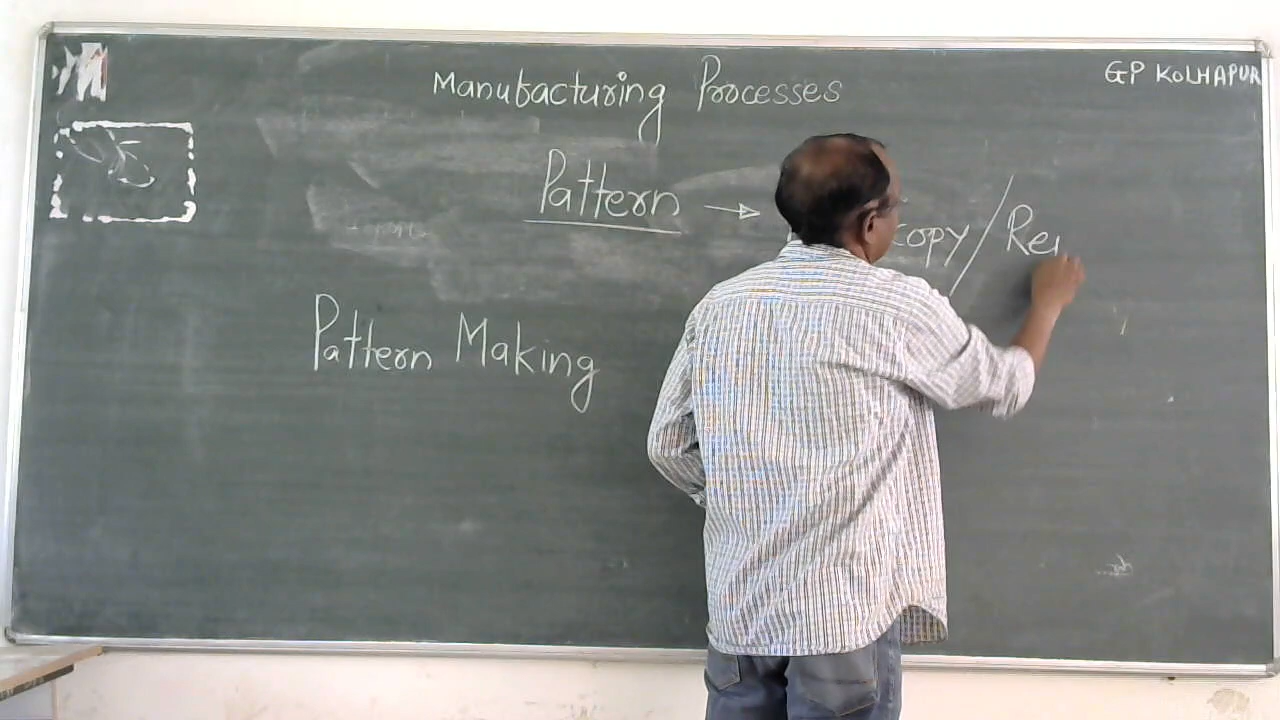 Manufacturing Processes
GP KOLHAPUR
Pattern → copy/Re
Pattern Making